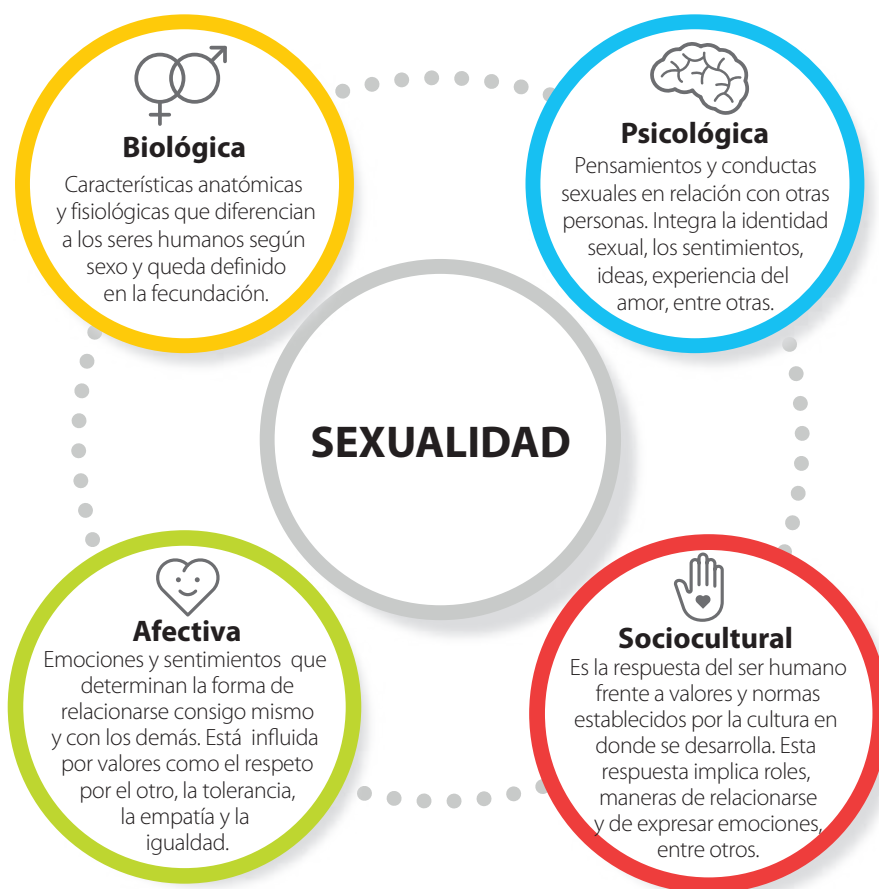 Biológica
Características anatómicas
y fisiológicas que diferencian
a los seres humanos según
sexo y queda definido
en la fecundación.
Psicológica
Pensamientos y conductas
sexuales en relación con otras
personas. Integra la identidad
sexual, los sentimientos,
ideas, experiencia del
amor, entre otras.
SEXUALIDAD
Afectiva
Emociones y sentimientos que
determinan la forma de
relacionarse consigo mismo
y con los demás. Está influida
por valores como el respeto
por el otro, la tolerancia,
la empatía y la
igualdad.
Sociocultural
Es la respuesta del ser humano
frente a valores y normas
establecidos por la cultura en
donde se desarrolla. Esta
respuesta implica roles,
maneras de relacionarse
y de expresar emociones,
entre otros.